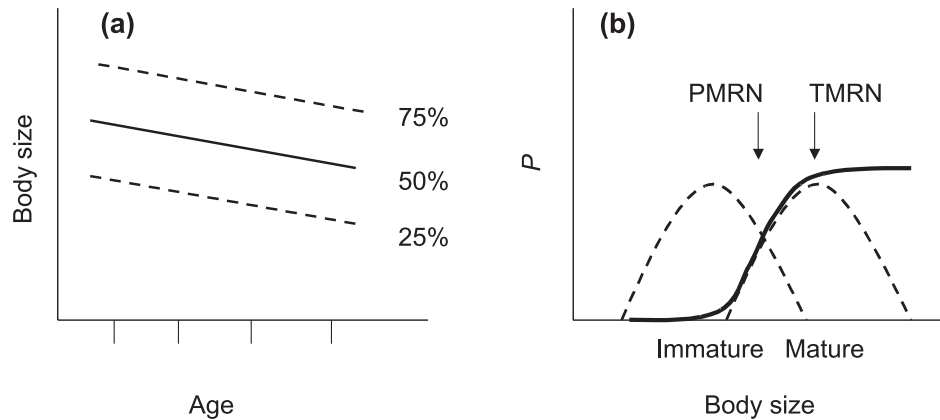 (a)
75%
50%
25%
Body size
Age
(b)
PMRN TMRN
P
Immature Mature
Body size